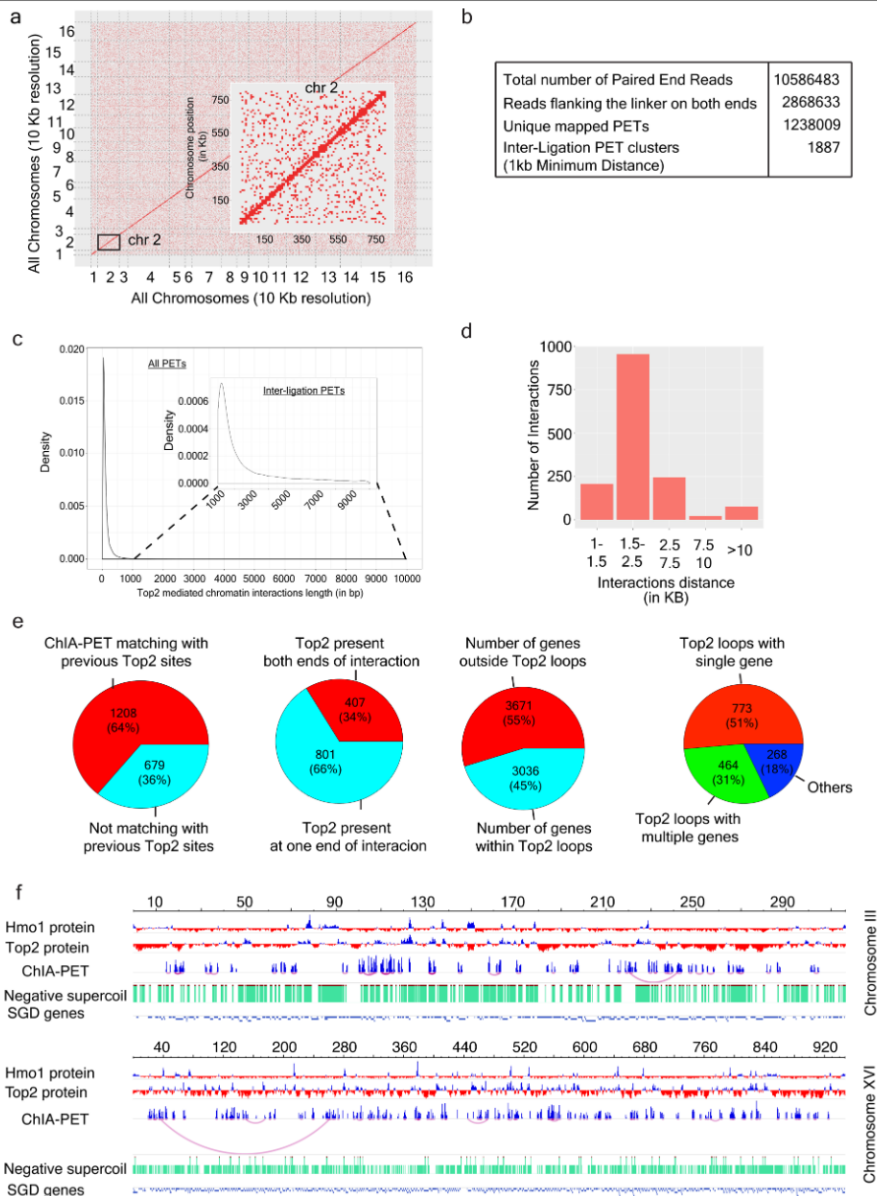 a
All Chromosomes (10 Kb resolution)
16
15
14
13
12
11
10
9
8
7
6
5
4
3
2
1
chr 2
Chromosome position
(in Kb)
750
550
350
150
150 350 550 750
chr 2
1 2 3 4 5 6 7 8 9 10 11 12 13 14 15 16
All Chromosomes (10 Kb resolution)
b
Total number of Paired End Reads 10586483
Reads flanking the linker on both ends 2868633
Unique mapped PETs 1238009
Inter-Ligation PET clusters 1887
(1kb Minimum Distance)
c
Density
0.020
0.015
0.010
0.005
0.000
All PETs
Inter-ligation PETs
Density
0.0006
0.0004
0.0002
0.0000
1000 3000 5000 7000 9000
0 1000 2000 3000 4000 5000 6000 7000 8000 9000 10000
Top2 mediated chromatin interactions length (in bp)
d
Number of Interactions
1000
750
500
250
0
1-
1.5
1.5-
2.5
2.5
7.5
7.5
10
>10
Interactions distance
(in KB)
e
ChIA-PET matching with
previous Top2 sites
1208
(64%)
679
(36%)
Not matching with
previous Top2 sites
Top2 present
both ends of interaction
407
(34%)
801
(66%)
Top2 present
at one end of interacion
Number of genes
outside Top2 loops
3671
(55%)
3036
(45%)
Number of genes
within Top2 loops
Top2 loops with
single gene
773
(51%)
464
(31%)
268
(18%)
Others
Top2 loops with
multiple genes
f
10 50 90 130 170 210 250 290
Hmo1 protein
Top2 protein
ChIA-PET
Negative supercoil
SGD genes
Chromosome III
40 120 200 280 360 440 520 600 680 760 840 920
Hmo1 protein
Top2 protein
ChIA-PET
Negative supercoil
SGD genes
Chromosome XVI